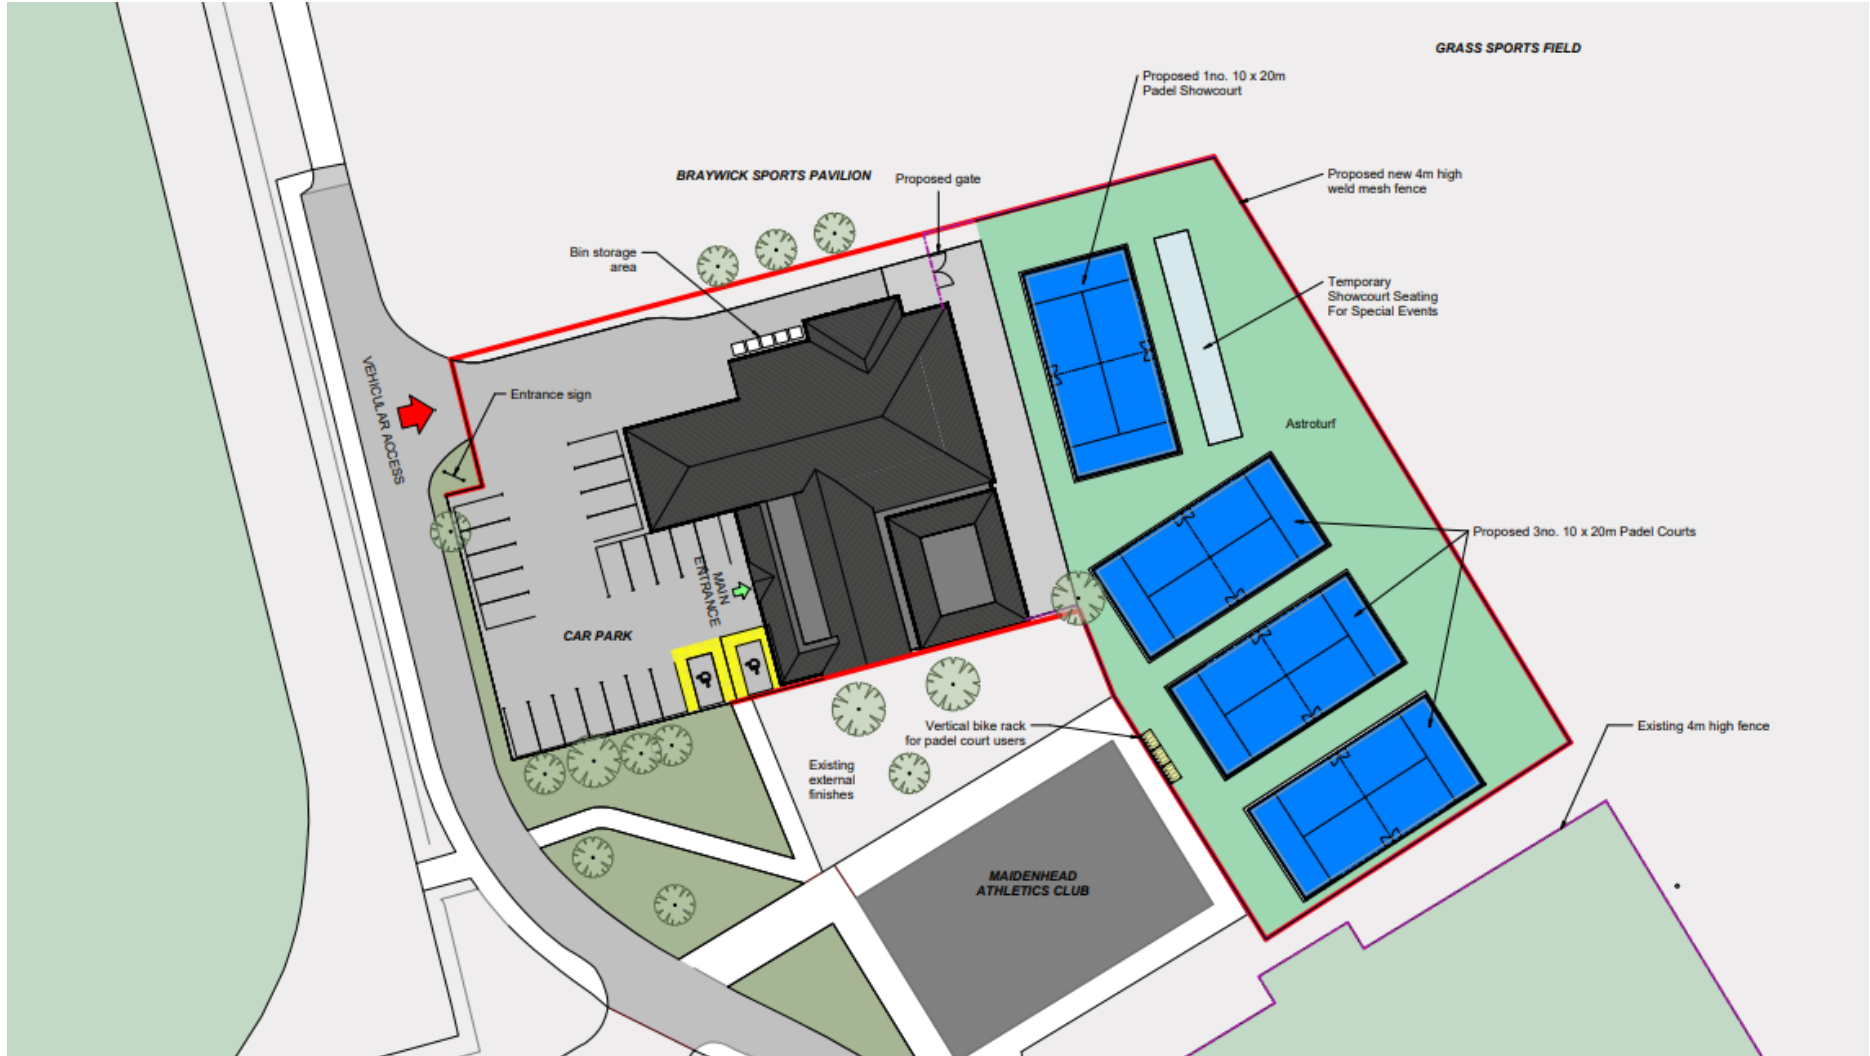 GRASS SPORTS FIELD
Proposed 1no. 10 x 20m
Padel Showcourt
BRAYWICK SPORTS PAVILION
Proposed gate
Proposed new 4m high
weld mesh fence
Bin storage
area
Temporary
Showcourt Seating
For Special Events
VEHICULAR ACCESS
Entrance sign
Astroturf
Proposed 3no. 10 x 20m Padel Courts
MAIN
ENTRANCE
CAR PARK
Vertical bike rack
for padel court users
Existing 4m high fence
Existing
external
finishes
MAIDENHEAD
ATHLETICS CLUB